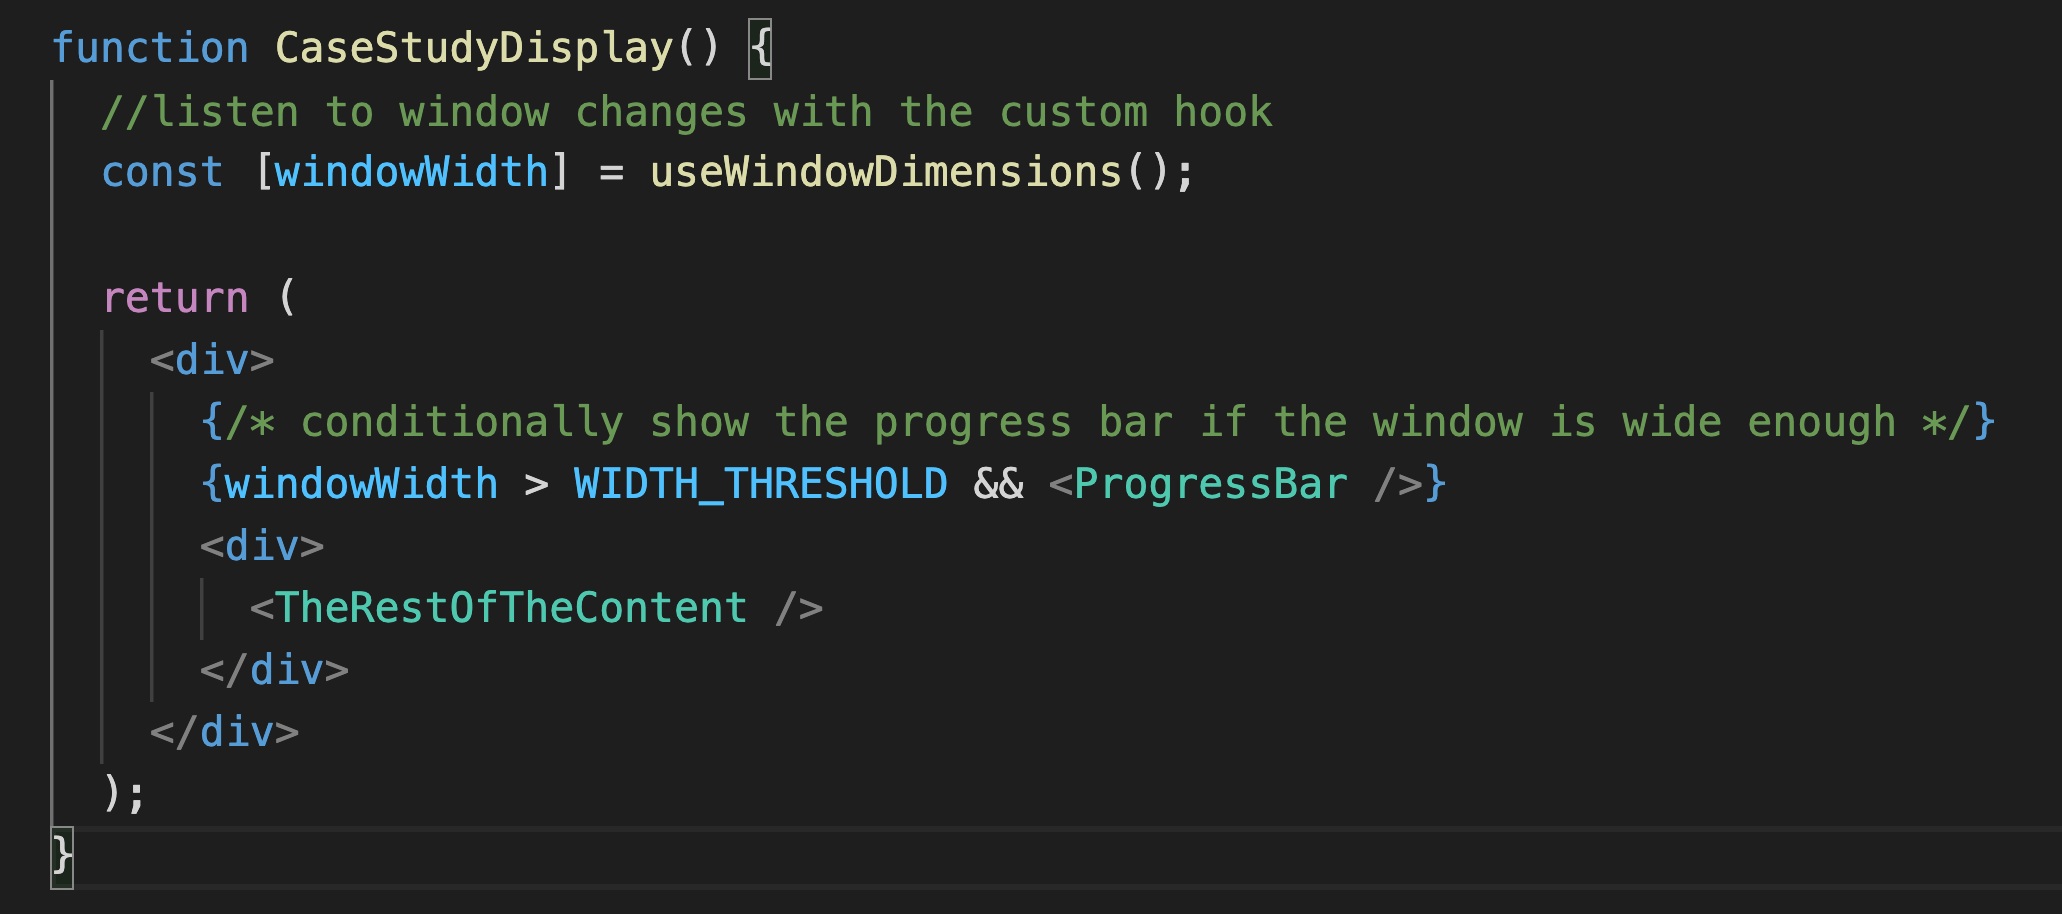 function CaseStudyDisplay() {
//listen to window changes with the custom hook
const [windowWidth] = useWindowDimensions();
return (
<div>
{/* conditionally show the progress bar if the window is wide enough */}
{windowWidth > WIDTH_THRESHOLD && <ProgressBar />}
<div>
<TheRestOfTheContent />
</div>
</div>
);
}